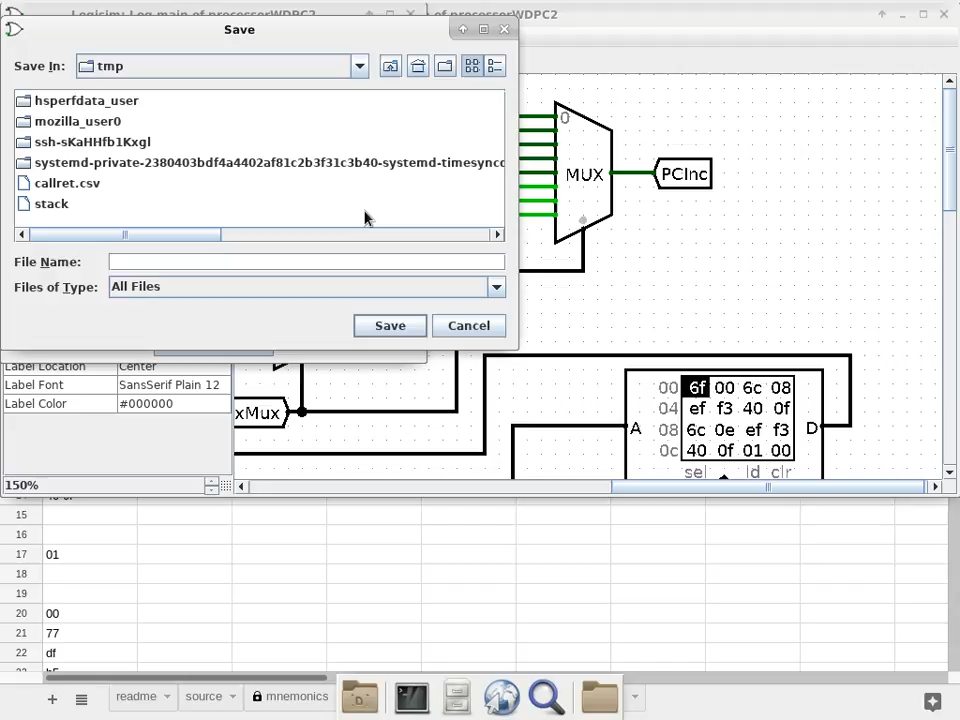 Logisim: Log main of processorWDPC2
of processorWDPC2
Save
Save In:
tmp
hsperfdata_user
mozilla_user0
ssh-sKaHHfb1Kxgl
systemd-private-2380403bdf4a4402af81c2b3f31c3b40-systemd-timesync
callret.csv
stack
File Name:
Files of Type:
All Files
Save
Cancel
0
MUX
PCInc
Label Location
Center
Label Font
SansSerif Plain 12
Label Color
#000000
xMux
00 6f 00 6c 08
04 ef f3 40 0f
A
08 6c 0e ef f3
D
0c 40 0f 01 00
sel ld clr
150%
15
16
17 01
18
19
20 00
21 77
22 df
readme
source
mnemonics